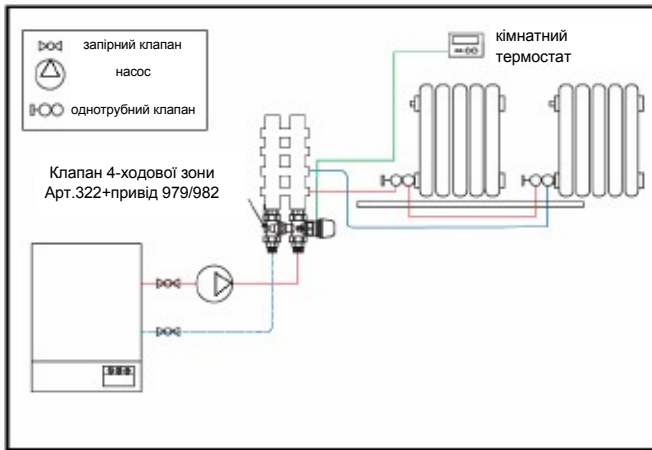 запірний клапан
насос
однотрубний клапан
кімнатний
термостат
Клапан 4-ходової зони
Арт.322+привід 979/982